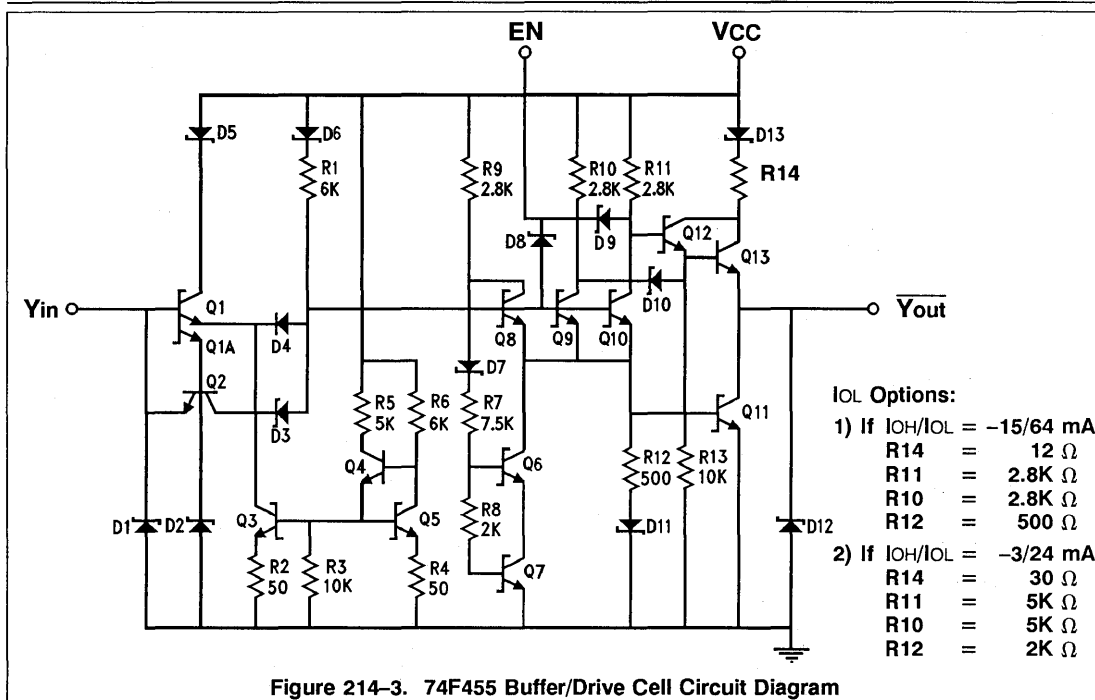 EN
VCC
D5
D6
D13
R1
6K
R9
2.8K
R10
2.8K
R11
2.8K
R14
D8
D9
Q12
Q13
Yin
Q1
Q1A
D4
Q8
Q9
Q10
D10
Yout
Q2
D3
D7
R5
5K
R6
6K
R7
7.5K
Q11
Q4
Q6
R12
500
R13
10K
D1
D2
Q3
Q5
R8
2K
D11
D12
R2
50
R3
10K
R4
50
Q7
IOL Options:
1) If IOH/IOL = -15/64 mA
R14 = 12 Ω
R11 = 2.8K Ω
R10 = 2.8K Ω
R12 = 500 Ω
2) If IOH/IOL = -3/24 mA
R14 = 30 Ω
R11 = 5K Ω
R10 = 5K Ω
R12 = 2K Ω
Figure 214–3. 74F455 Buffer/Drive Cell Circuit Diagram